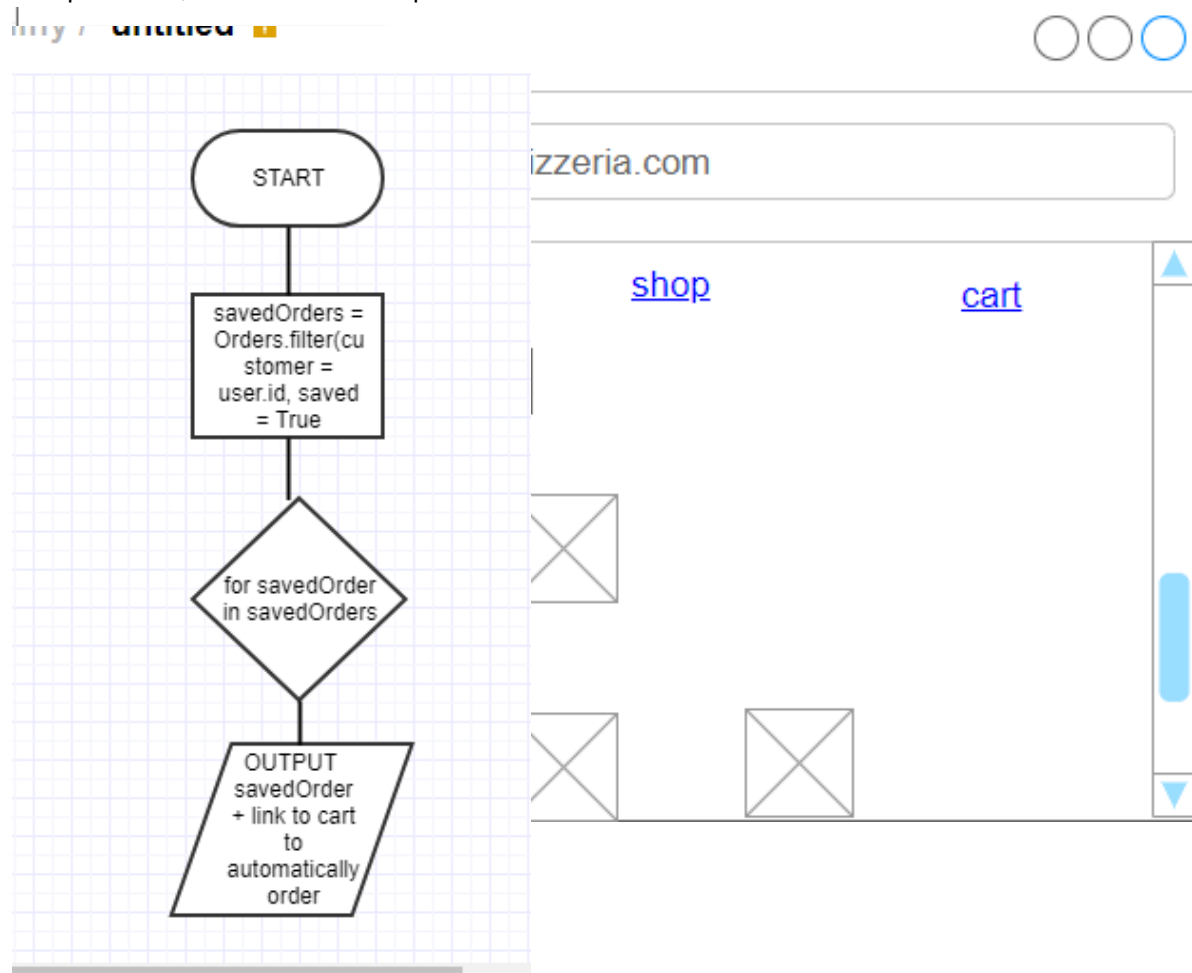 untitled
START
savedOrders =
Orders.filter(cu
stomer =
user.id, saved
= True
for savedOrder
in savedOrders
OUTPUT
savedOrder
+ link to cart
to
automatically
order
izzeria.com
shop
cart